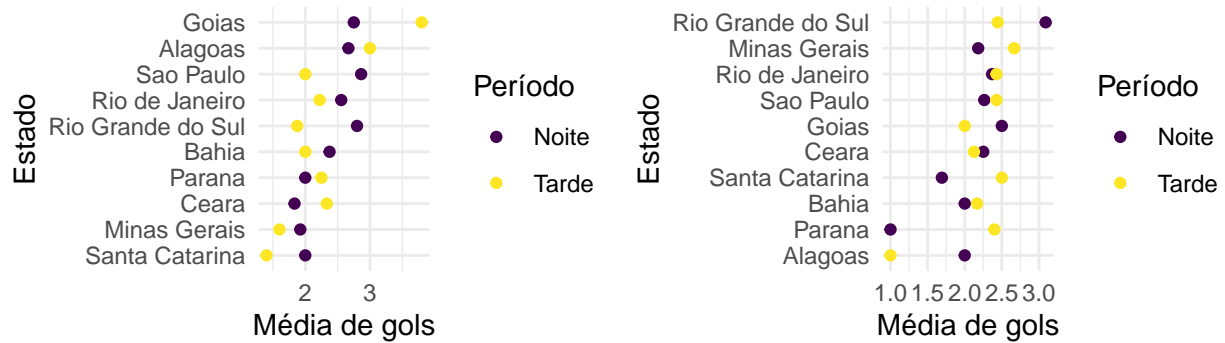 Goias
Alagoas
Sao Paulo
Rio de Janeiro
Rio Grande do Sul
Bahia
Parana
Ceara
Minas Gerais
Santa Catarina
Estado
2 3
Média de gols
Período
Noite
Tarde
Rio Grande do Sul
Minas Gerais
Rio de Janeiro
Sao Paulo
Goias
Ceara
Santa Catarina
Bahia
Parana
Alagoas
Estado
1.0 1.5 2.0 2.5 3.0
Média de gols
Período
Noite
Tarde